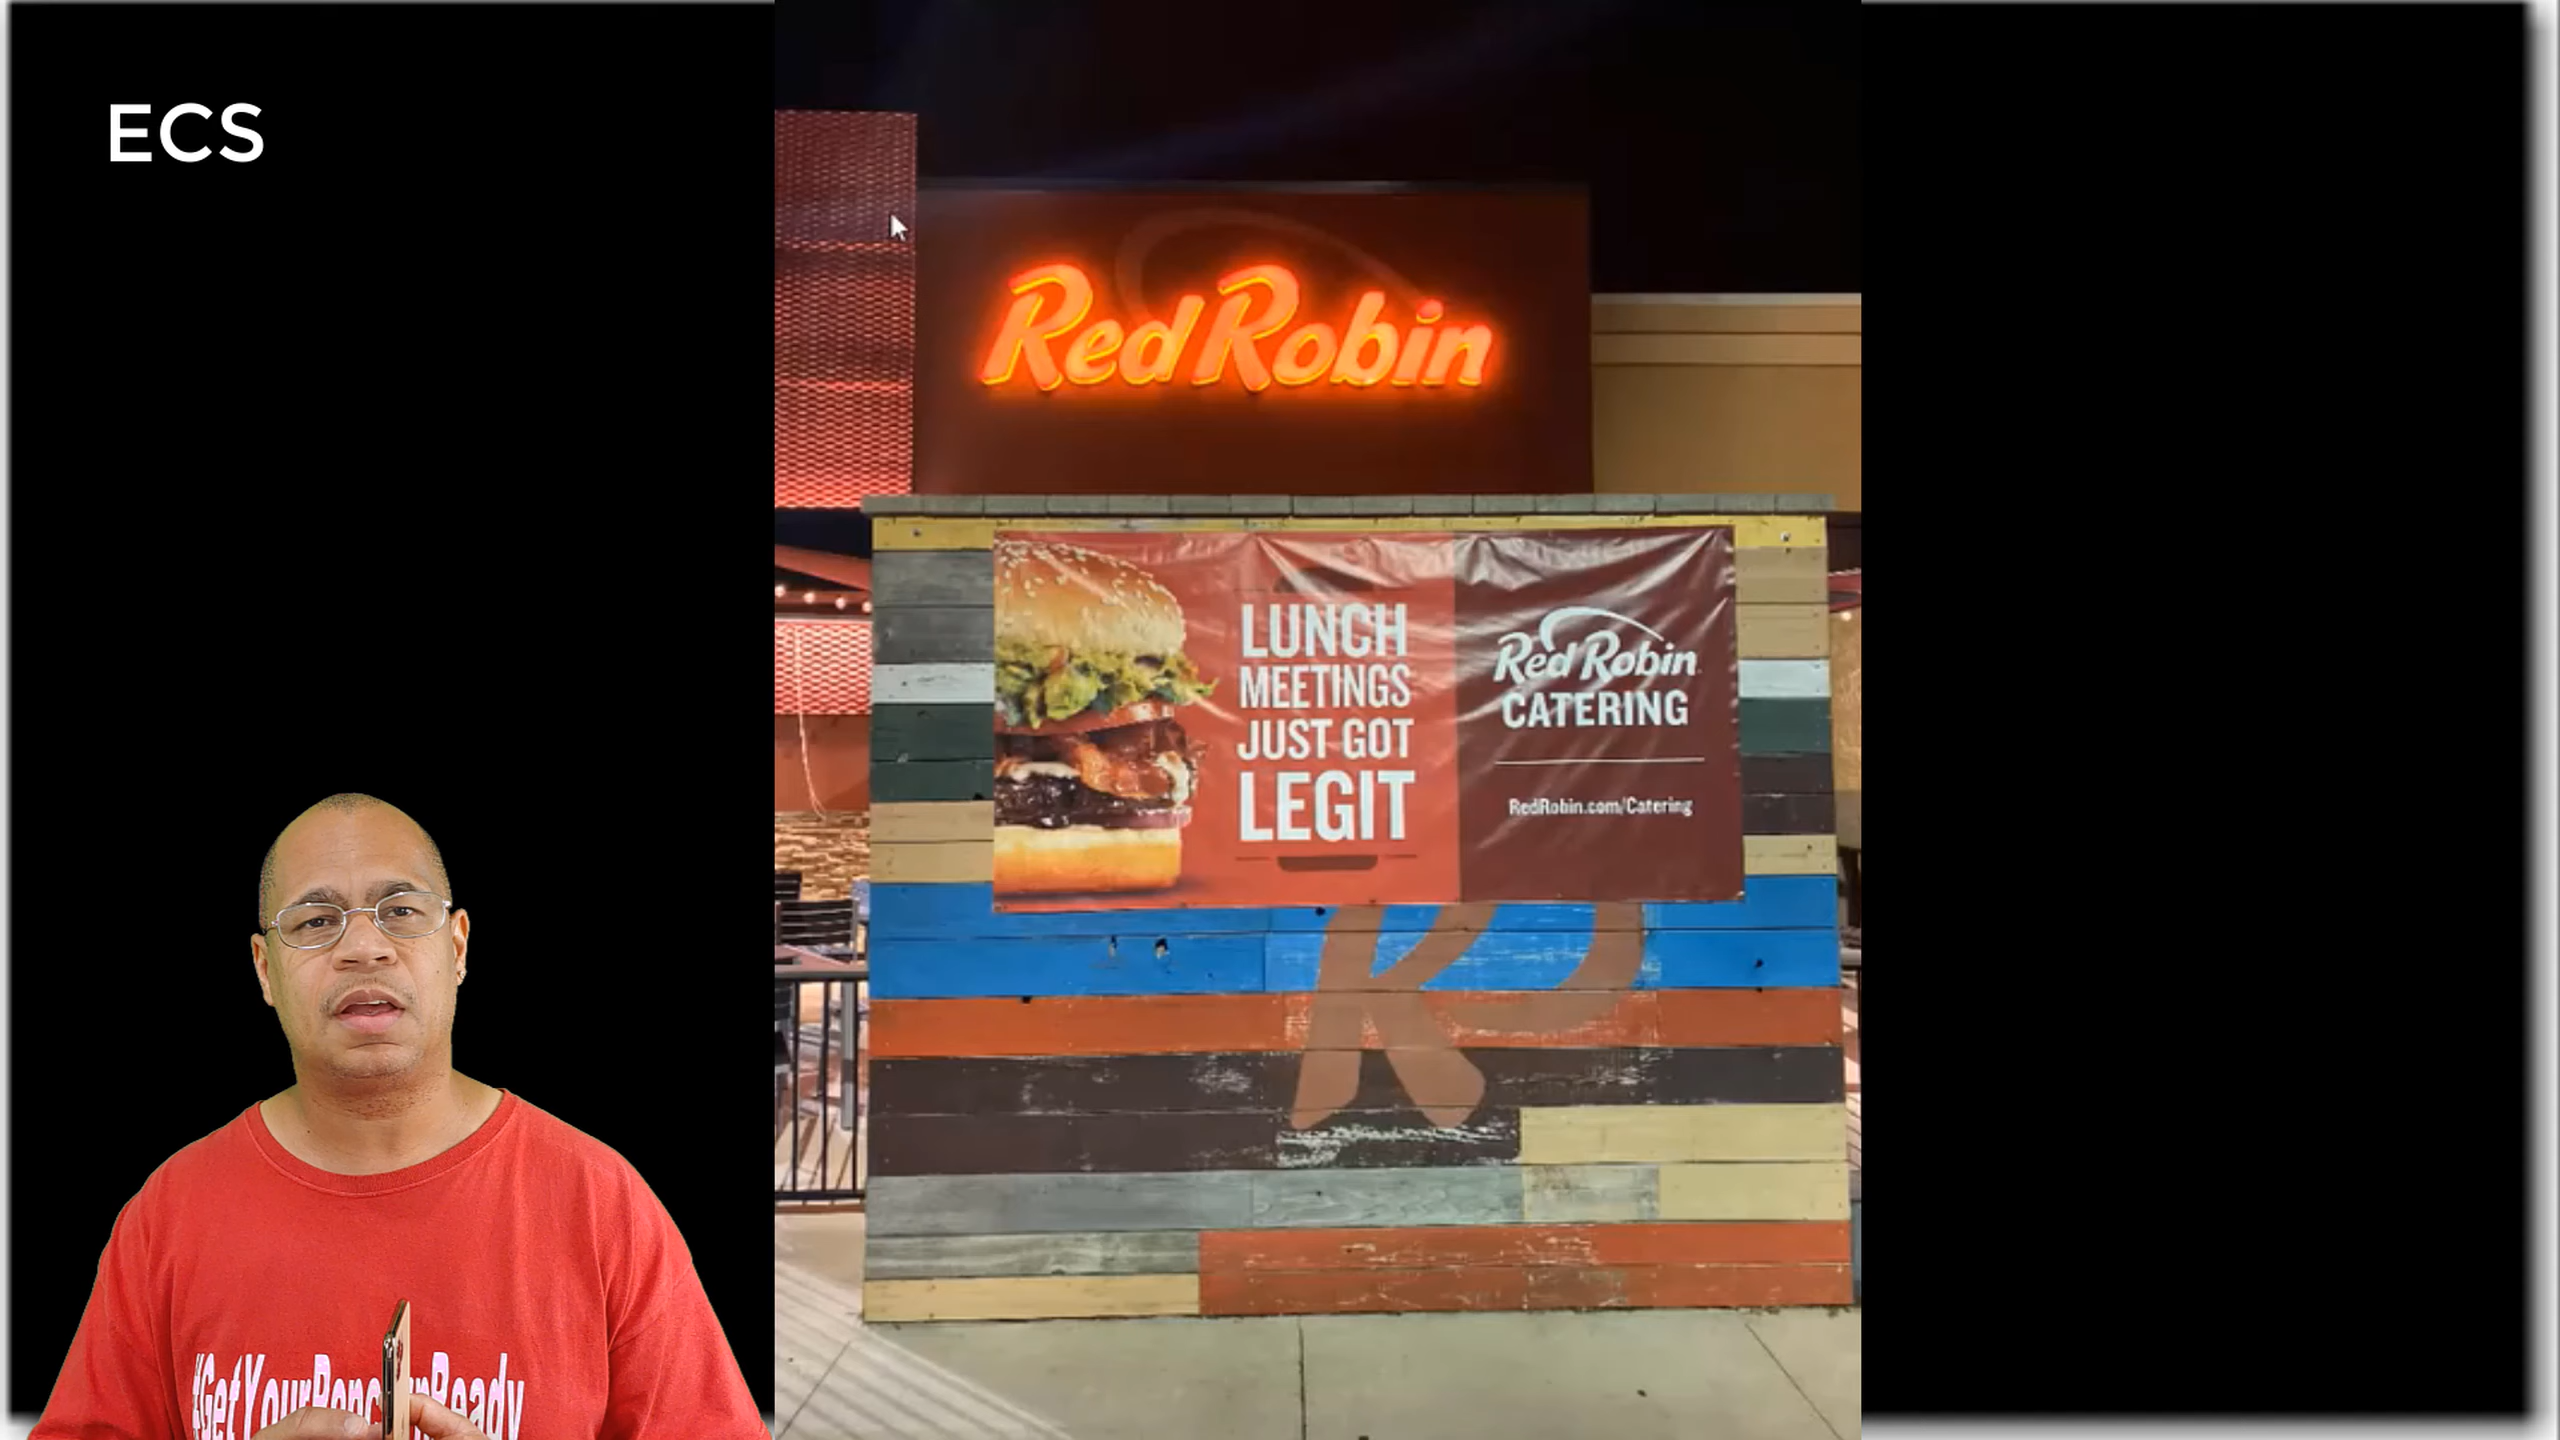 ECS
Red Robin
LUNCH
MEETINGS
JUST GOT
LEGIT
Red Robin
CATERING
RedRobin.com/Catering
R